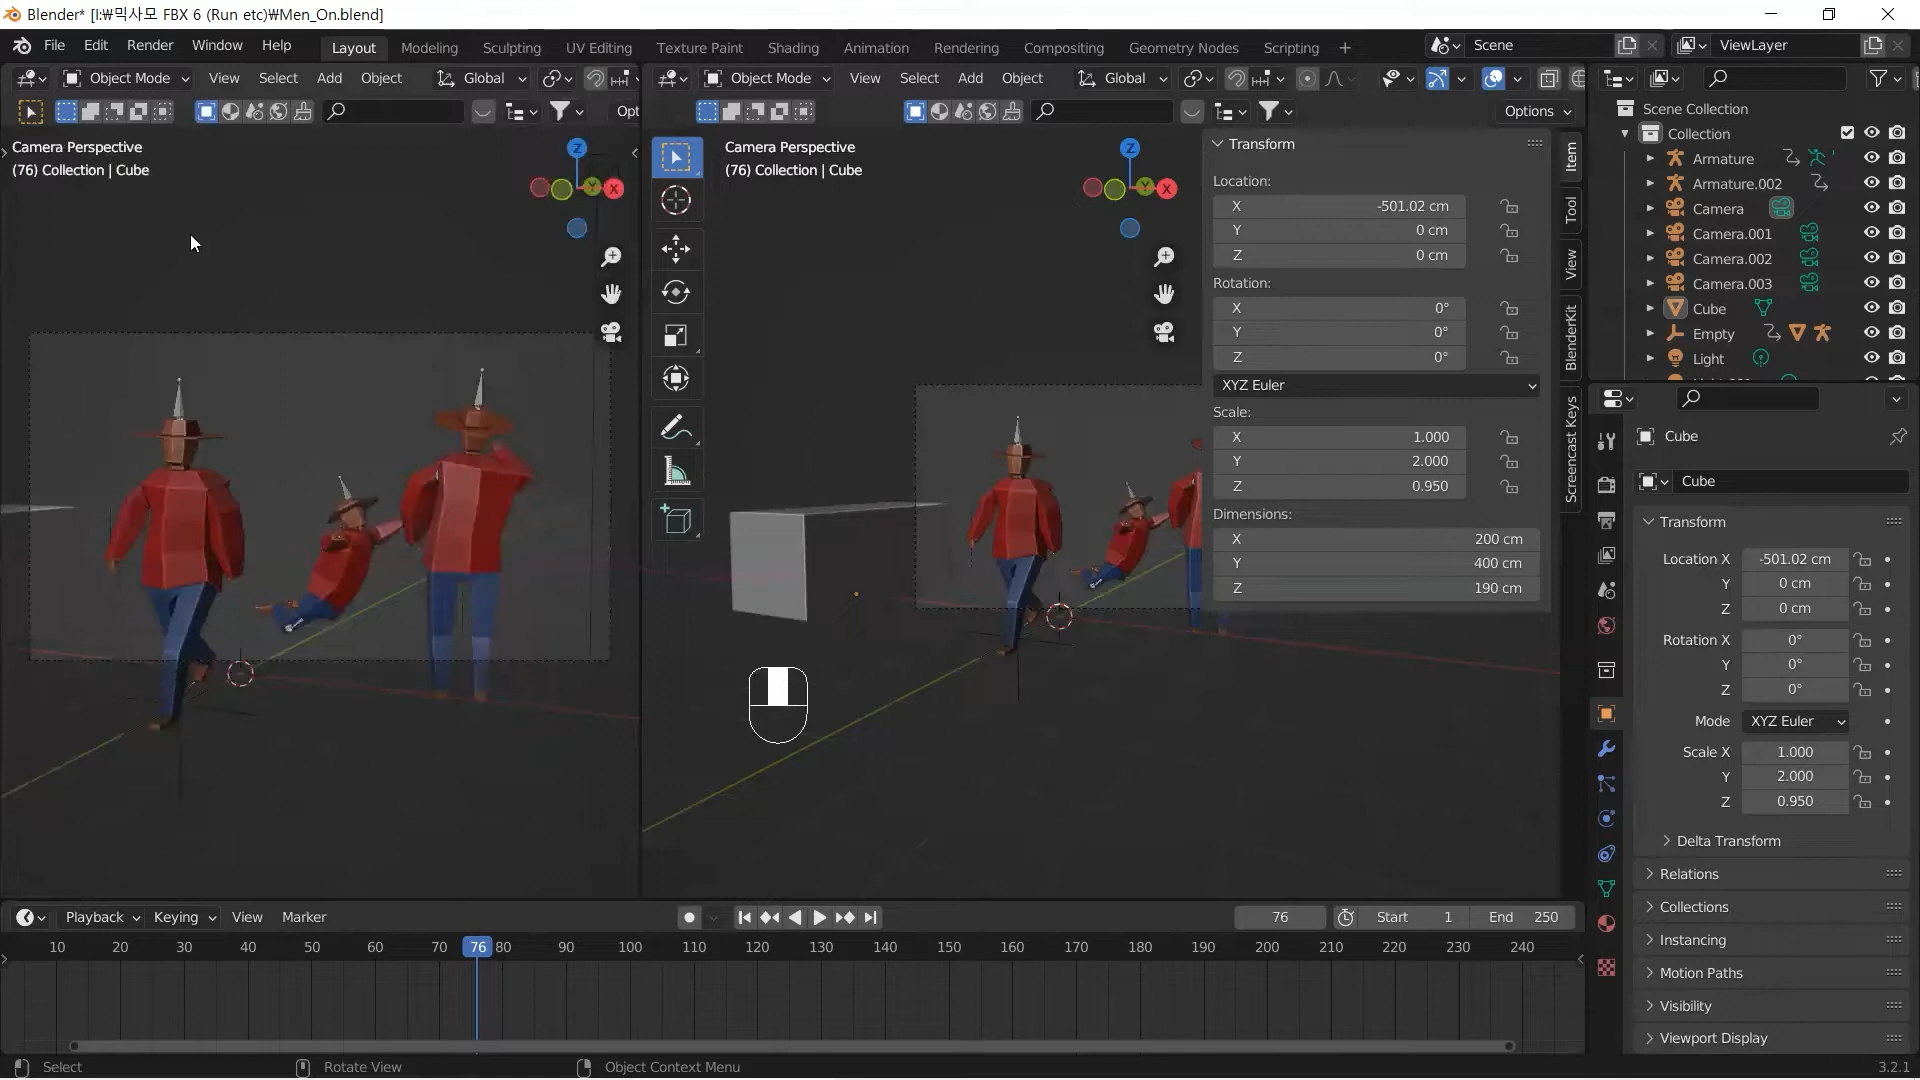 Blender* [I:₩믹사모 FBX 6 (Run etc)₩Men_On.blend]
File Edit Render Window Help Layout Modeling Sculpting UV Editing Texture Paint Shading Animation Rendering Compositing Geometry Nodes Scripting + Scene ViewLayer
Object Mode View Select Add Object Global Object Mode View Select Add Object Global
Opt Options
Camera Perspective
(76) Collection | Cube
Z
Y
X
Camera Perspective
(76) Collection | Cube
Z
Y
X
Transform
Location:
X -501.02 cm
Y 0 cm
Z 0 cm
Rotation:
X 0°
Y 0°
Z 0°
XYZ Euler
Scale:
X 1.000
Y 2.000
Z 0.950
Dimensions:
X 200 cm
Y 400 cm
Z 190 cm
Item
Tool
View
BlenderKit
Screencast Keys
Scene Collection
Collection
Armature
Armature.002
Camera
Camera.001
Camera.002
Camera.003
Cube
Empty
Light
Cube
Cube
Transform
Location X -501.02 cm
Y 0 cm
Z 0 cm
Rotation X 0°
Y 0°
Z 0°
Mode XYZ Euler
Scale X 1.000
Y 2.000
Z 0.950
Delta Transform
Relations
Collections
Instancing
Motion Paths
Visibility
Viewport Display
Playback Keying View Marker 76 Start 1 End 250
10 20 30 40 50 60 70 76 80 90 100 110 120 130 140 150 160 170 180 190 200 210 220 230 240
Select Rotate View Object Context Menu 3.2.1